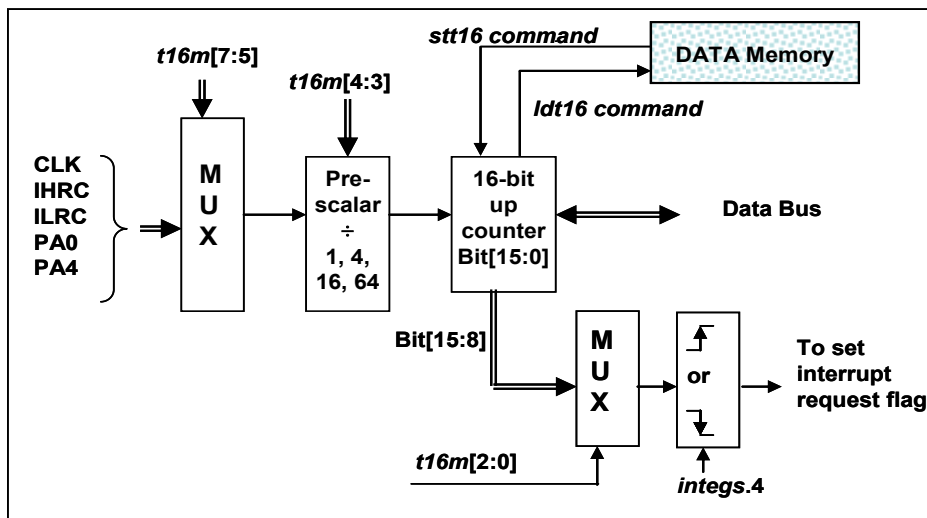 stt16 command
DATA Memory
t16m[7:5]
t16m[4:3]
ldt16 command
CLK
IHRC
ILRC
PA0
PA4
M
U
X
Pre-
scalar
÷
1, 4,
16, 64
16-bit
up
counter
Bit[15:0]
Data Bus
Bit[15:8]
M
U
X
or
To set
interrupt
request flag
t16m[2:0]
integs.4